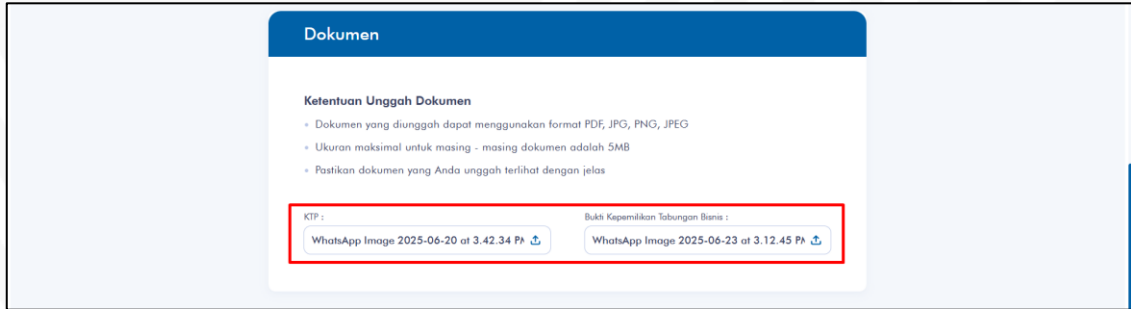 Dokumen
Ketentuan Unggah Dokumen
Dokumen yang diunggah dapat menggunakan format PDF, JPG, PNG, JPEG
Ukuran maksimal untuk masing - masing dokumen adalah 5MB
Pastikan dokumen yang Anda unggah terlihat dengan jelas
KTP : Bukti Kepemilikan Tabungan Bisnis :
WhatsApp Image 2025-06-20 at 3.42.34 WhatsApp Image 2025-06-23 at 3.12.45